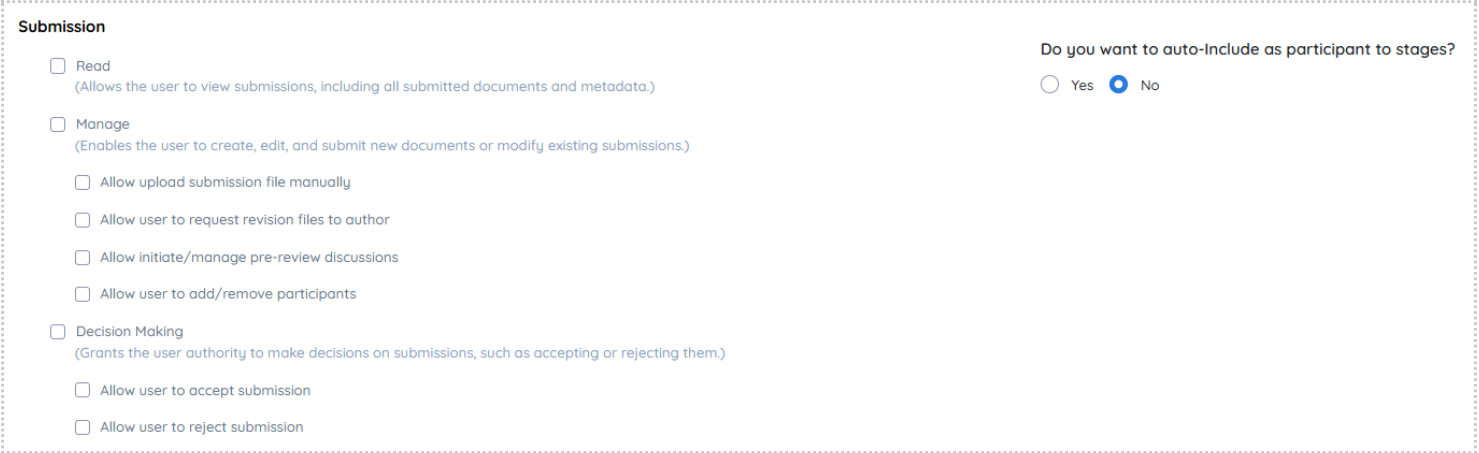 Submission
Do you want to auto-Include as participant to stages?
Read
(Allows the user to view submissions, including all submitted documents and metadata.)
Yes
No
Manage
(Enables the user to create, edit, and submit new documents or modify existing submissions.)
Allow upload submission file manually
Allow user to request revision files to author
Allow initiate/manage pre-review discussions
Allow user to add/remove participants
Decision Making
(Grants the user authority to make decisions on submissions, such as accepting or rejecting them.)
Allow user to accept submission
Allow user to reject submission